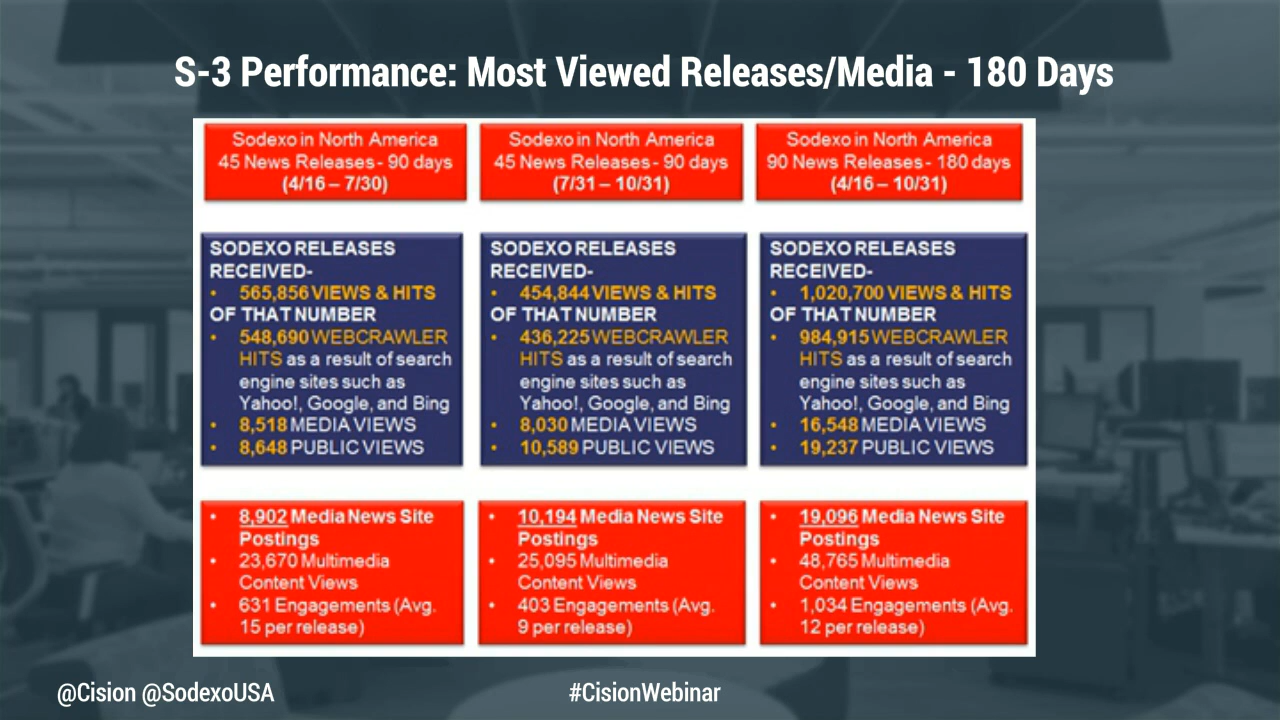 S-3 Performance: Most Viewed Releases/Media - 180 Days
Sodexo in North America
45 News Releases - 90 days
(4/16 – 7/30)
Sodexo in North America
45 News Releases - 90 days
(7/31 – 10/31)
Sodexo in North America
90 News Releases - 180 days
(4/16 – 10/31)
SODEXO RELEASES
RECEIVED-
• 565,856 VIEWS & HITS
OF THAT NUMBER
• 548,690 WEBCRAWLER
HITS as a result of search
engine sites such as
Yahoo!, Google, and Bing
• 8,518 MEDIA VIEWS
• 8,648 PUBLIC VIEWS
SODEXO RELEASES
RECEIVED-
• 454,844 VIEWS & HITS
OF THAT NUMBER
• 436,225 WEBCRAWLER
HITS as a result of search
engine sites such as
Yahoo!, Google, and Bing
• 8,030 MEDIA VIEWS
• 10,589 PUBLIC VIEWS
SODEXO RELEASES
RECEIVED-
• 1,020,700 VIEWS & HITS
OF THAT NUMBER
• 984,915 WEBCRAWLER
HITS as a result of search
engine sites such as
Yahoo!, Google, and Bing
• 16,548 MEDIA VIEWS
• 19,237 PUBLIC VIEWS
• 8,902 Media News Site
Postings
• 23,670 Multimedia
Content Views
• 631 Engagements (Avg.
15 per release)
• 10,194 Media News Site
Postings
• 25,095 Multimedia
Content Views
• 403 Engagements (Avg.
9 per release)
• 19,096 Media News Site
Postings
• 48,765 Multimedia
Content Views
• 1,034 Engagements (Avg.
12 per release)
@Cision @SodexoUSA
#CisionWebinar